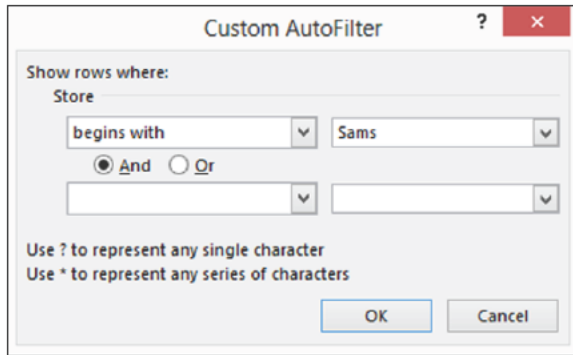 Custom AutoFilter ? ×
Show rows where:
Store
begins with Sams
And Or
Use ? to represent any single character
Use * to represent any series of characters
OK Cancel